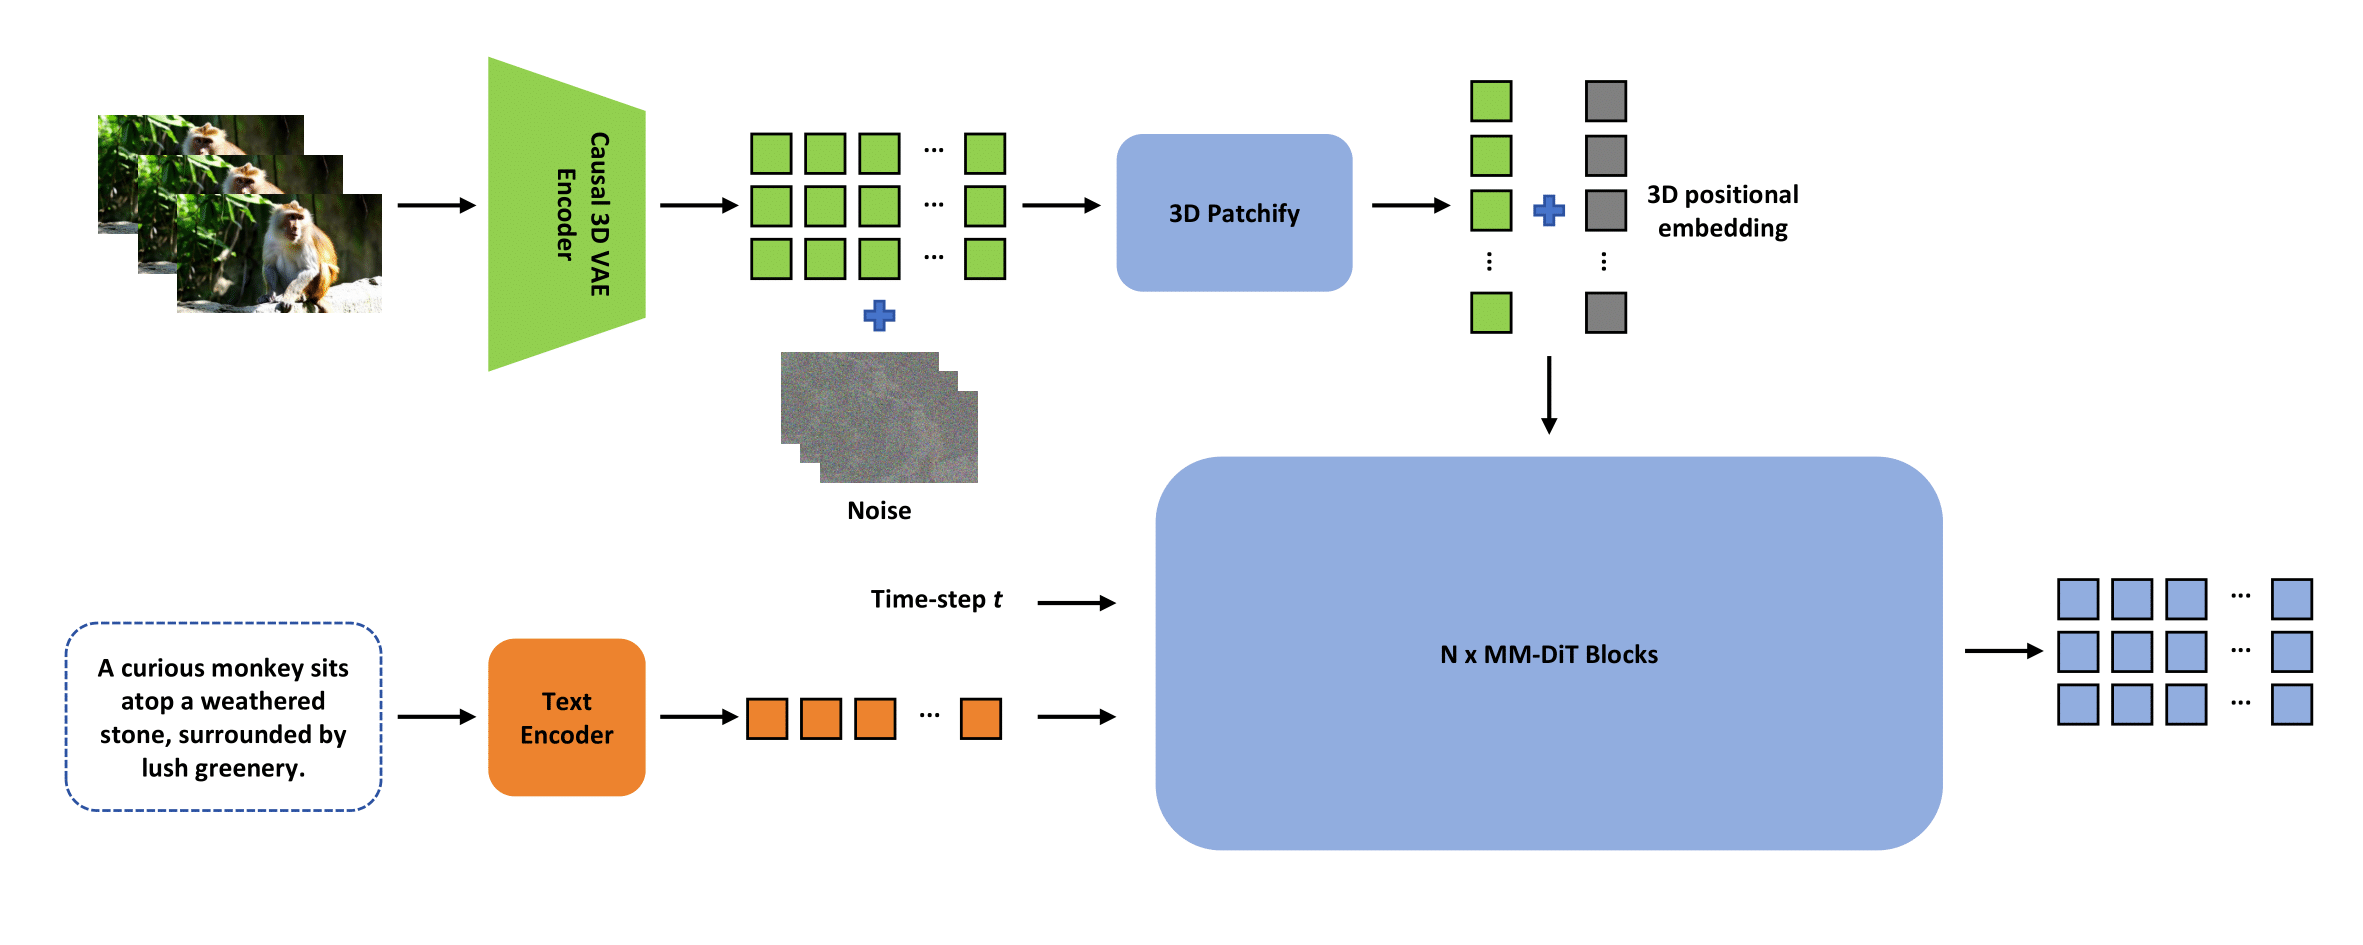 Causal 3D VAE
Encoder
...
...
...
Noise
3D Patchify
...
...
3D positional
embedding
A curious monkey sits
atop a weathered
stone, surrounded by
lush greenery.
Text
Encoder
...
Time-step t
N x MM-DiT Blocks
...
...
...